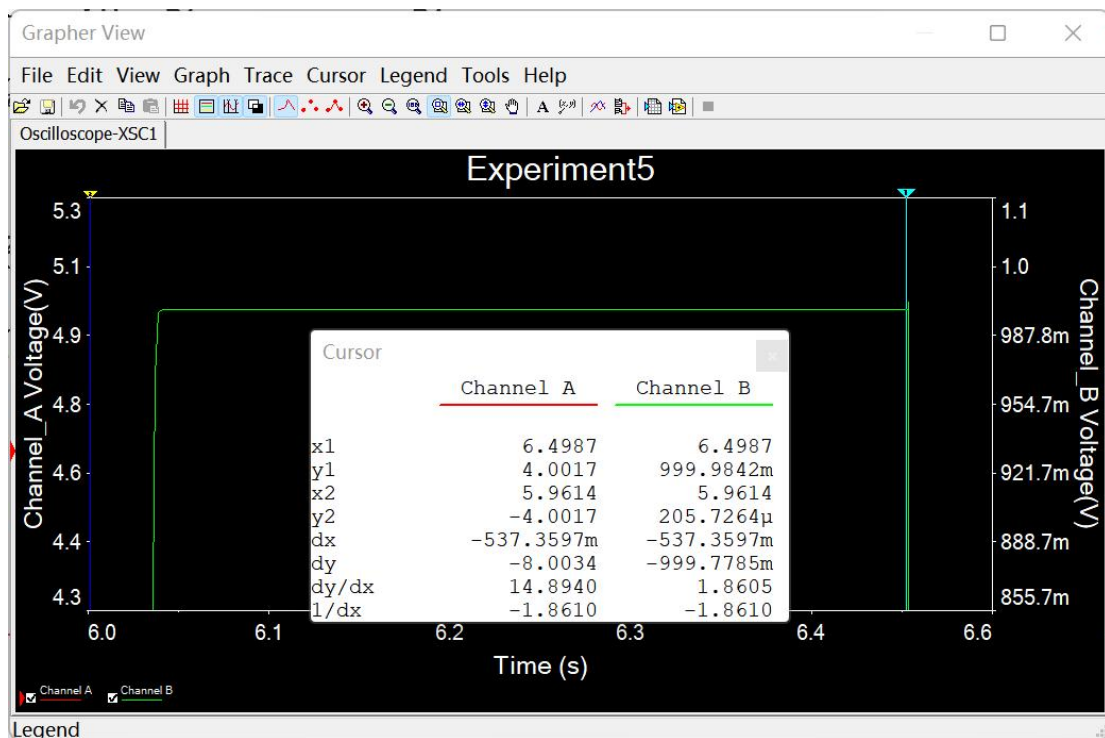 Grapher View
File Edit View Graph Trace Cursor Legend Tools Help
A
Oscilloscope-XSC1
Experiment5
2
1
5.3
5.1
4.9
4.8
4.6
4.4
4.3
Channel_A Voltage(V)
1.1
1.0
987.8m
954.7m
921.7m
888.7m
855.7m
Channel_B Voltage(V)
Cursor
Channel A Channel B
x1 6.4987 6.4987
y1 4.0017 999.9842m
x2 5.9614 5.9614
y2 -4.0017 205.7264μ
dx -537.3597m -537.3597m
dy -8.0034 -999.7785m
dy/dx 14.8940 1.8605
1/dx -1.8610 -1.8610
6.0 6.1 6.2 6.3 6.4 6.6
Time (s)
Channel A Channel B
Legend